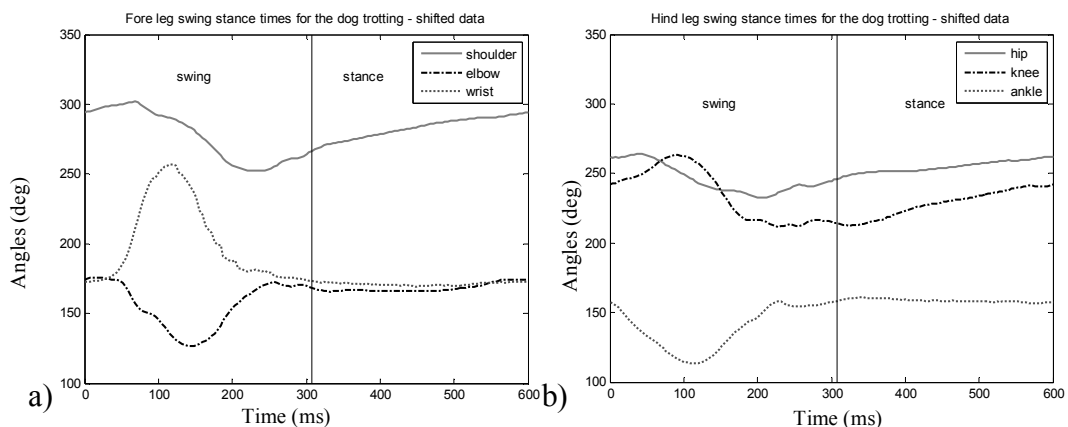 Fore leg swing stance times for the dog trotting - shifted data
350
300
250
200
150
100
Angles (deg)
swing
stance
shoulder
elbow
wrist
0 100 200 300 400 500 600
Time (ms)
a)
Hind leg swing stance times for the dog trotting - shifted data
350
300
250
200
150
100
Angles (deg)
swing
stance
hip
knee
ankle
0 100 200 300 400 500 600
Time (ms)
b)